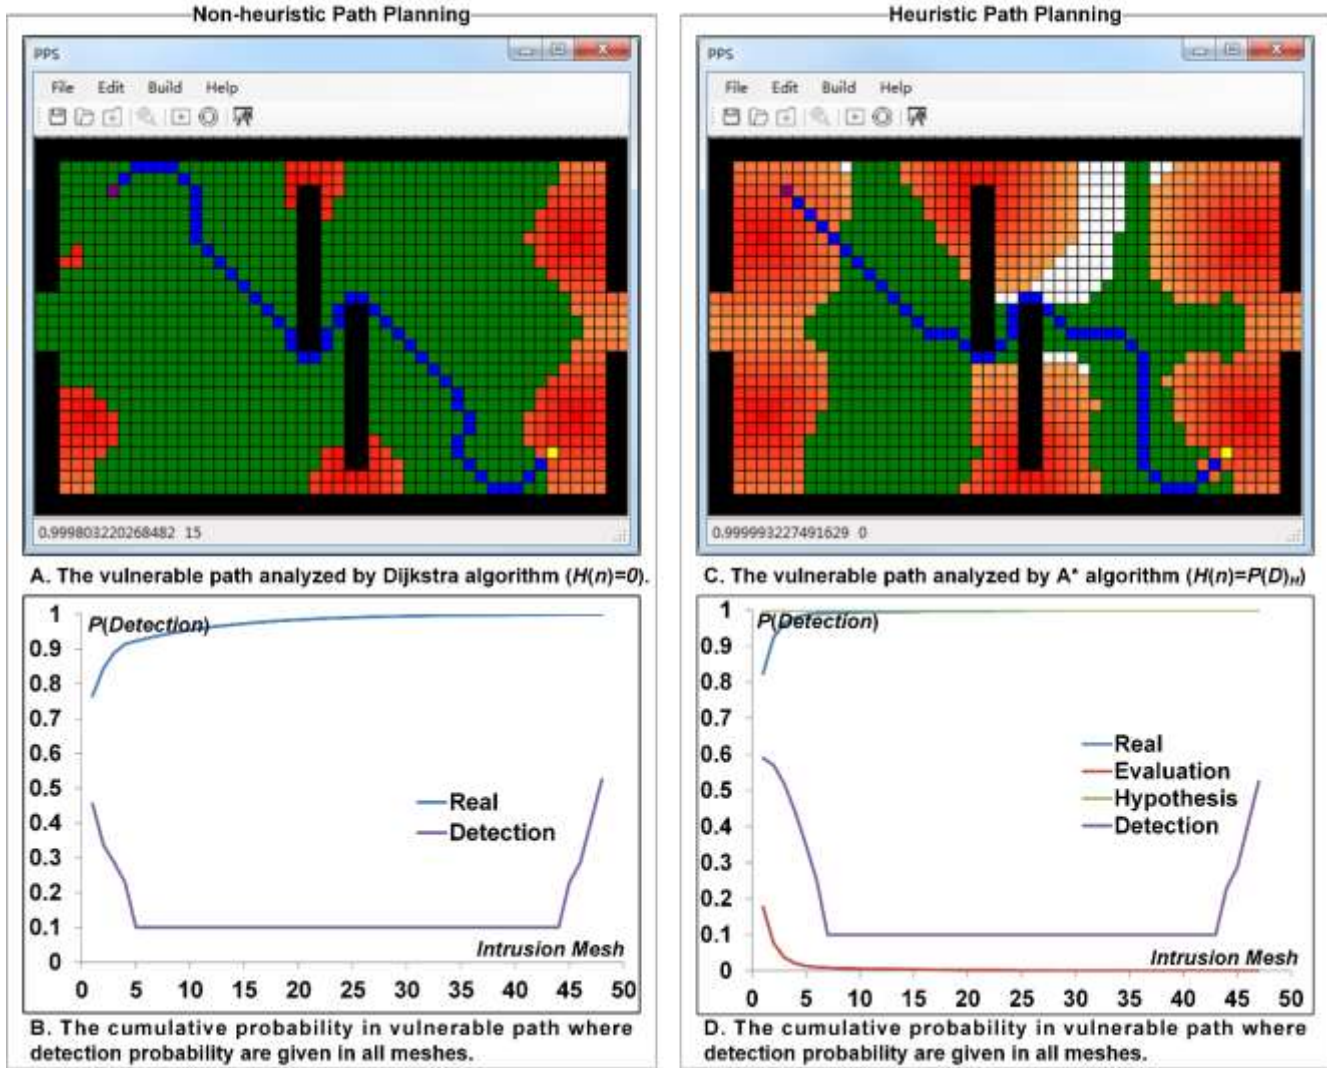 Non-heuristic Path Planning
PPS
File Edit Build Help
0.999803220268482 15
A. The vulnerable path analyzed by Dijkstra algorithm (H(n)=0).
1
0.9
0.8
0.7
0.6
0.5
0.4
0.3
0.2
0.1
0
P(Detection)
Real
Detection
Intrusion Mesh
0 5 10 15 20 25 30 35 40 45 50
B. The cumulative probability in vulnerable path where
detection probability are given in all meshes.
Heuristic Path Planning
PPS
File Edit Build Help
0.999993227491629 0
C. The vulnerable path analyzed by A* algorithm (H(n)=P(D)H)
1
0.9
0.8
0.7
0.6
0.5
0.4
0.3
0.2
0.1
0
P(Detection)
Real
Evaluation
Hypothesis
Detection
Intrusion Mesh
0 5 10 15 20 25 30 35 40 45 50
D. The cumulative probability in vulnerable path where
detection probability are given in all meshes.